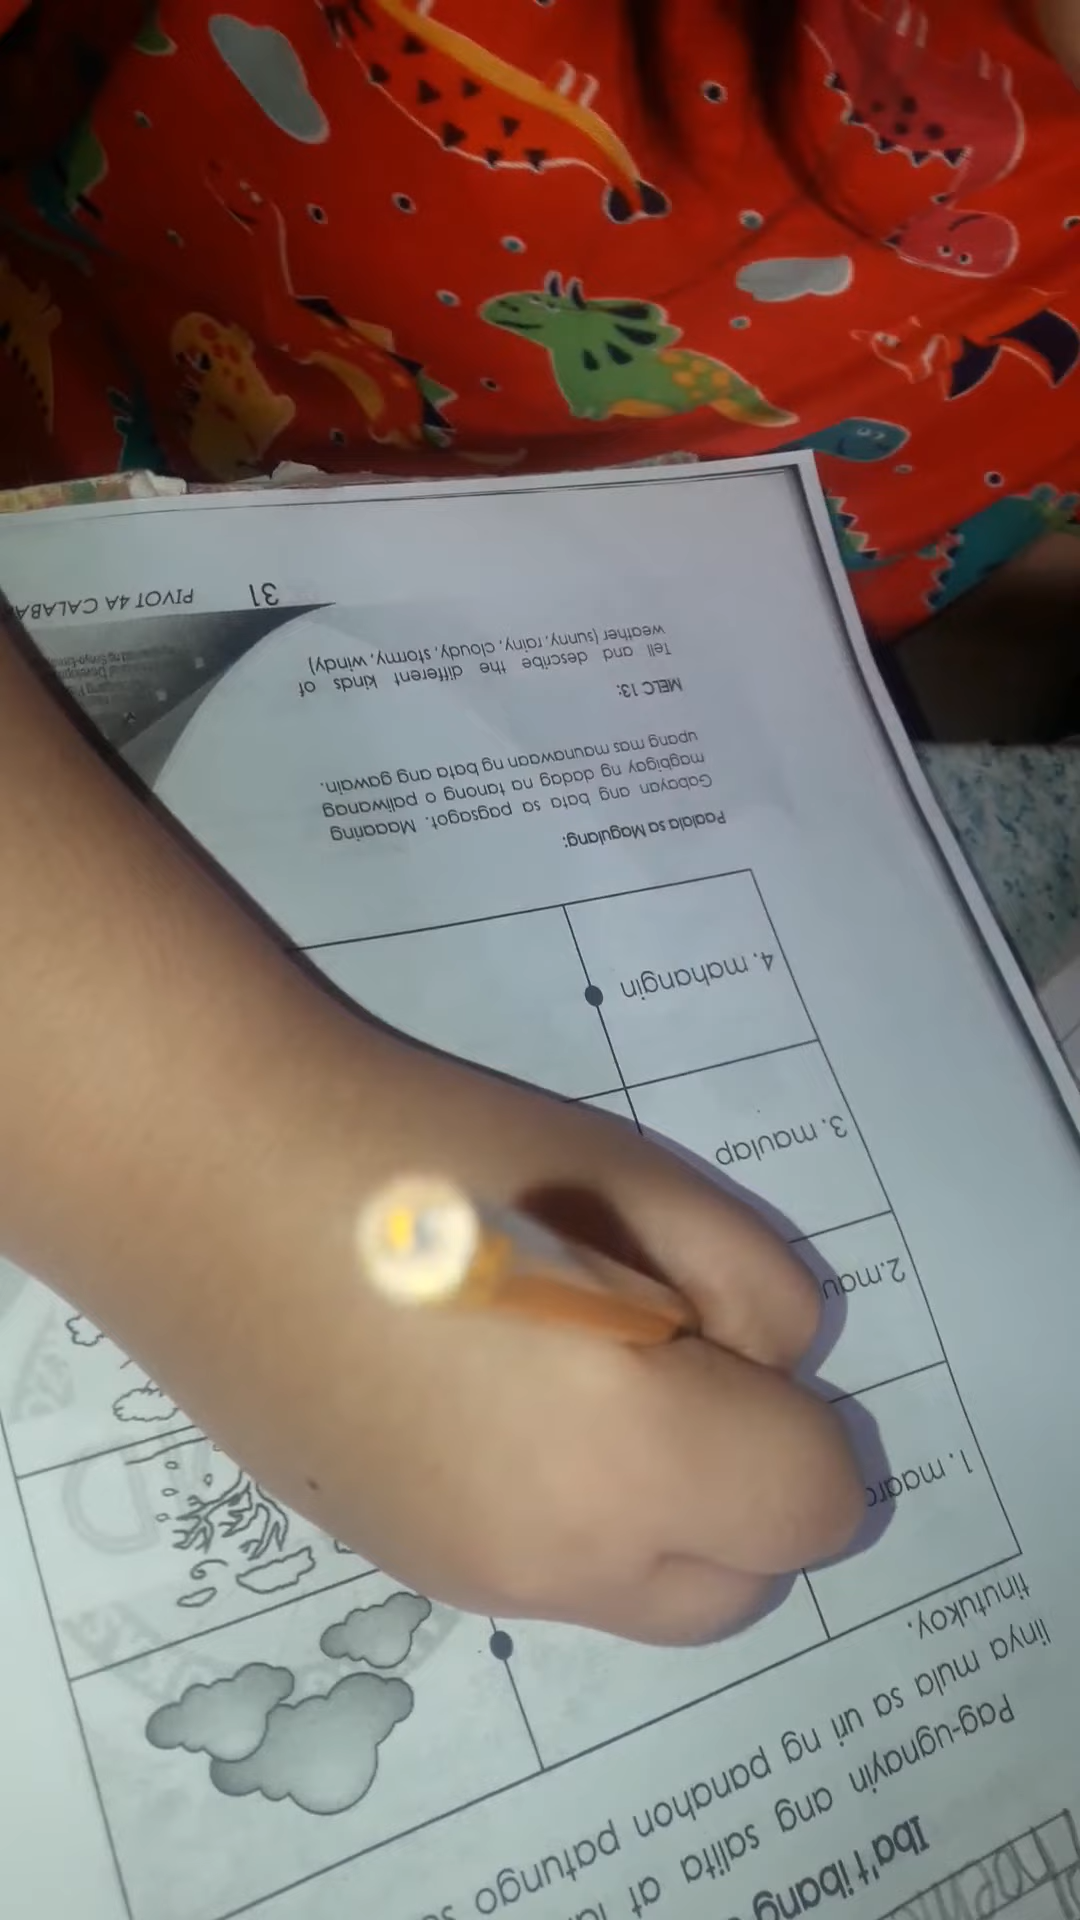 Iba't ibang
Pag-ugnayin ang salita at
linya mula sa uri ng panahon patungo
tinutukoy.
1. maara
2.mau
3. maulap
4. mahangin
Paalala sa Magulang:
Gabayan ang bata sa pagsagot. Maaaring
magbigay ng dagdag na tanong o paliwanag
upang mas maunawaan ng bata ang gawain.
MELC 13:
Tell and describe the different kinds of
weather (sunny, rainy, cloudy, stormy, windy)
31 PIVOT 4A CALABA